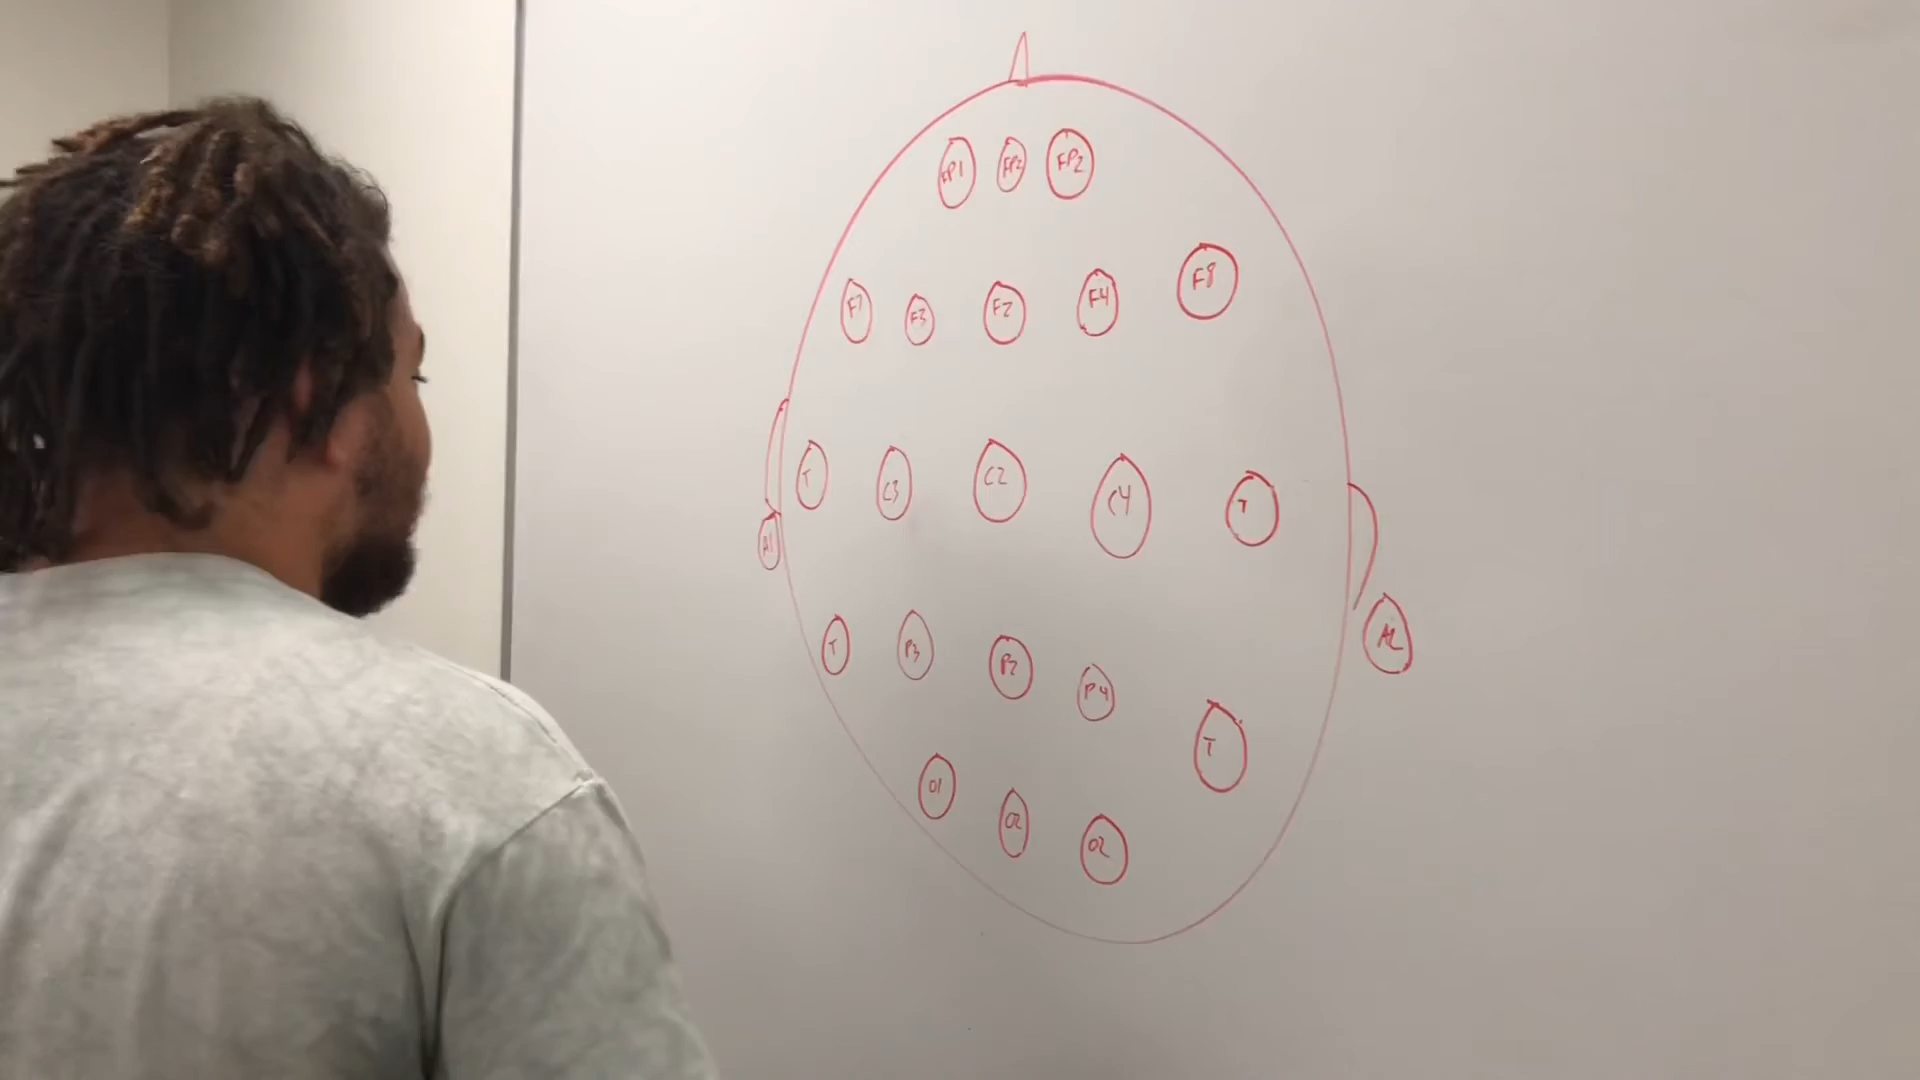 FP1 FPZ FP2
F7 F3 FZ F4 F8
T C3 CZ C4 T
A1 A2
T P3 PZ P4 T
O1 OZ O2